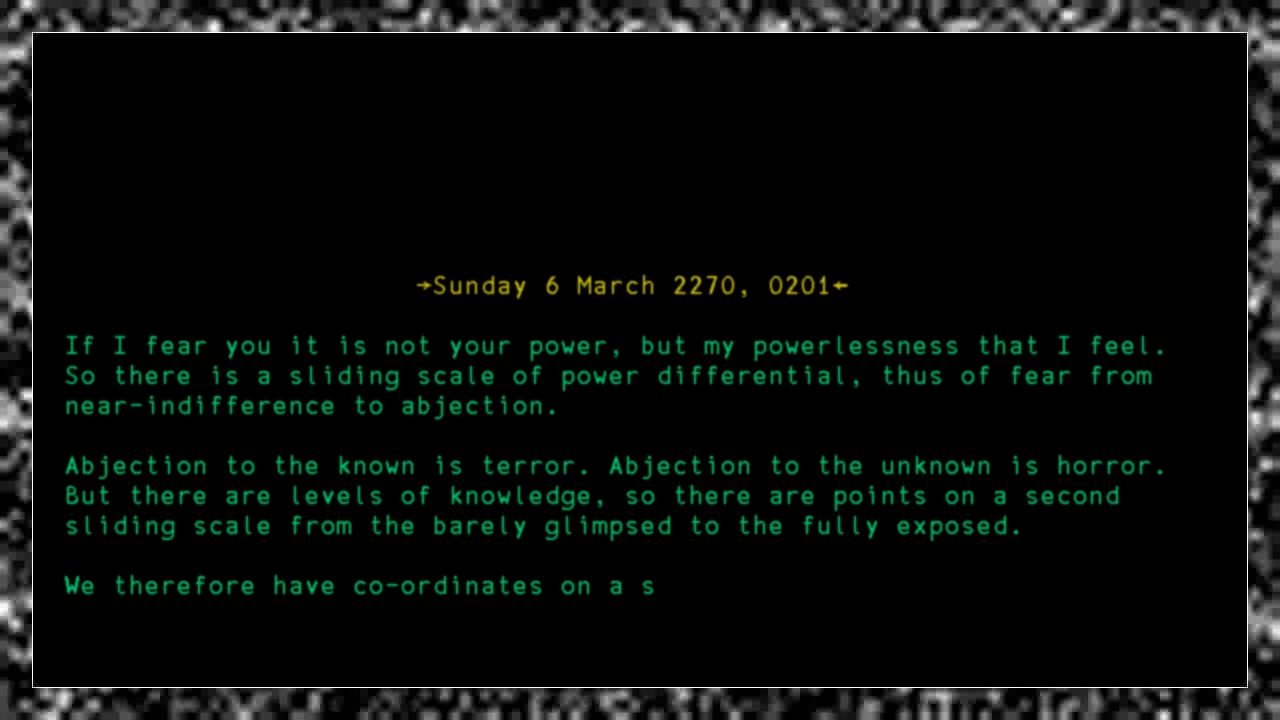 →Sunday 6 March 2270, 0201←
If I fear you it is not your power, but my powerlessness that I feel.
So there is a sliding scale of power differential, thus of fear from
near-indifference to abjection.
Abjection to the known is terror. Abjection to the unknown is horror.
But there are levels of knowledge, so there are points on a second
sliding scale from the barely glimpsed to the fully exposed.
We therefore have co-ordinates on a s